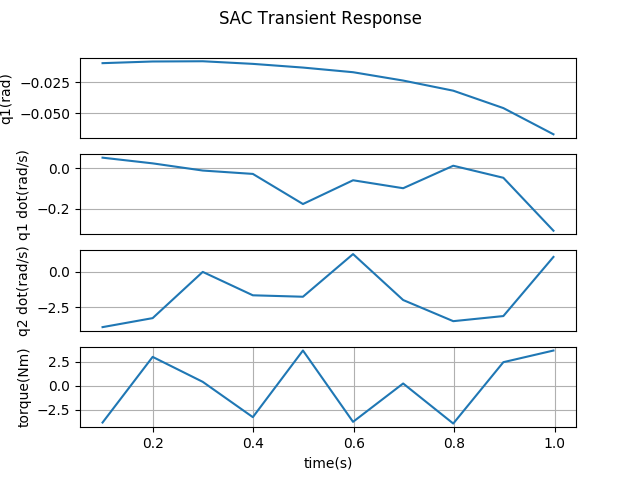 SAC Transient Response
q1(rad)
−0.025
−0.050
q1 dot(rad/s)
0.0
−0.2
q2 dot(rad/s)
0.0
−2.5
torque(Nm)
2.5
0.0
−2.5
0.2 0.4 0.6 0.8 1.0
time(s)